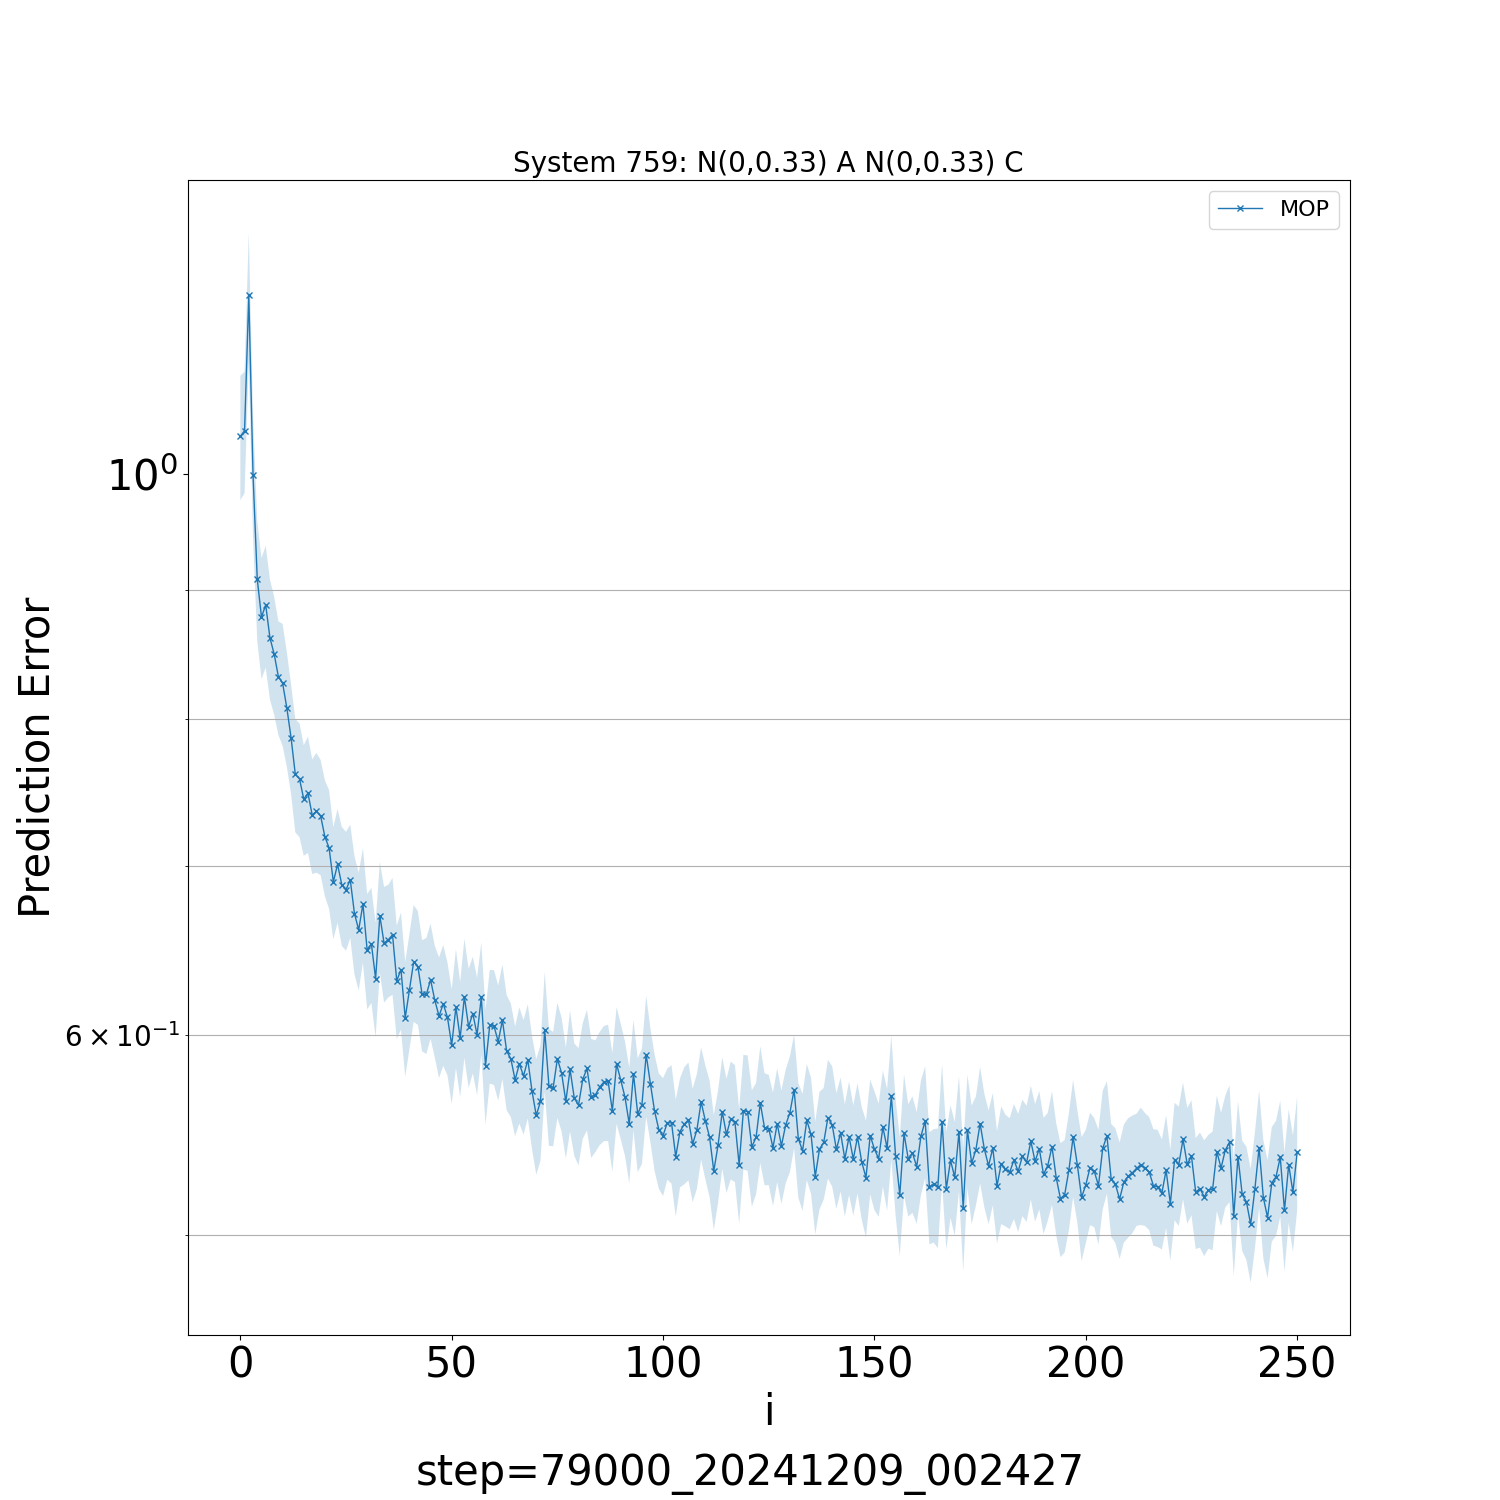 System 759: N(0,0.33) A N(0,0.33) C
MOP
10⁰
Prediction Error
6 × 10⁻¹
0 50 100 150 200 250
i
step=79000_20241209_002427